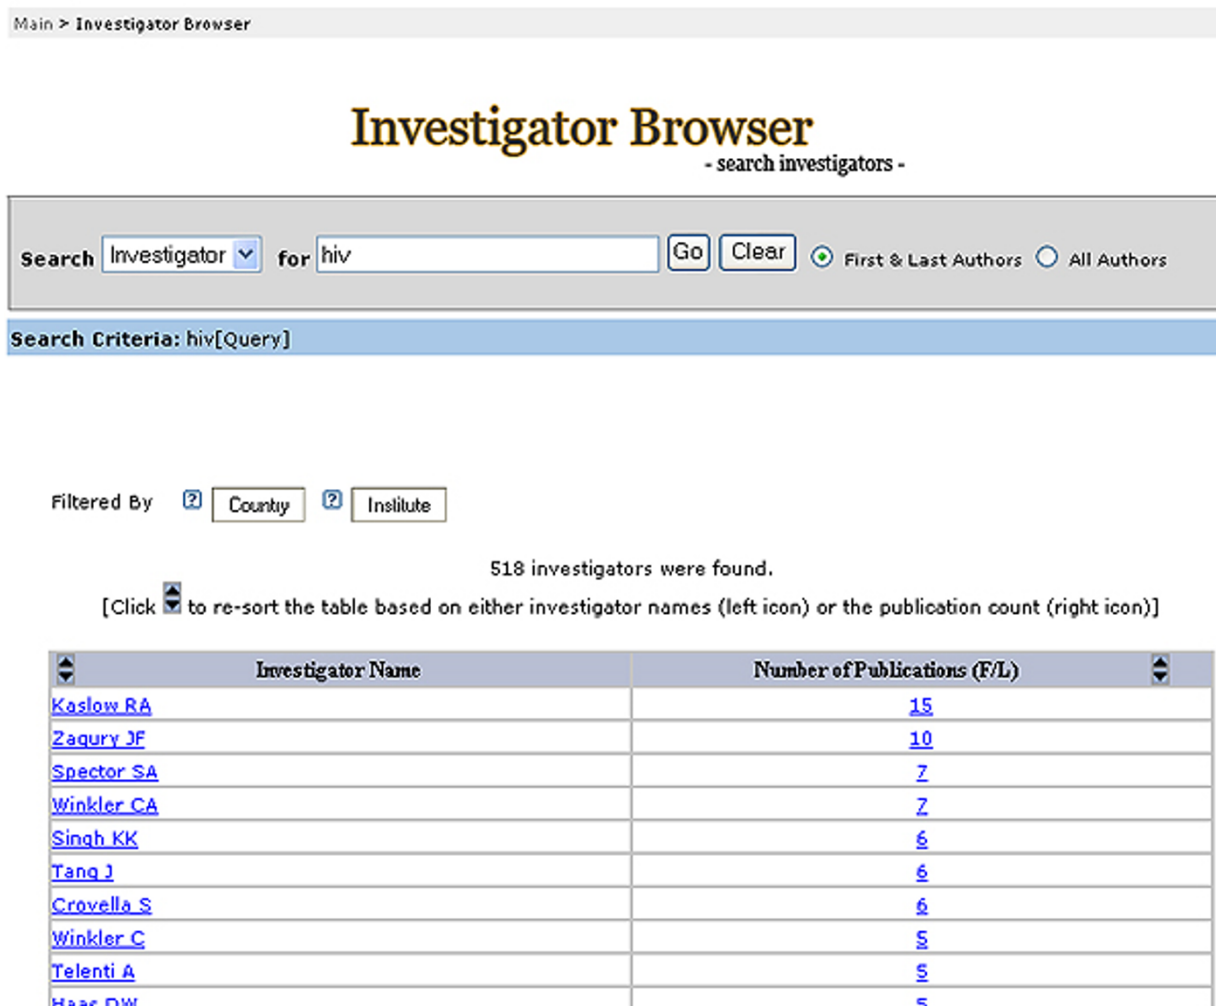 Main > Investigator Browser
Investigator Browser
- search investigators -
Search Investigator for hiv Go Clear First & Last Authors All Authors
Search Criteria: hiv[Query]
Filtered By ? Country ? Institute
518 investigators were found.
[Click to re-sort the table based on either investigator names (left icon) or the publication count (right icon)]
Investigator Name Number of Publications (F/L)
Kaslow RA 15
Zagury JF 10
Spector SA 7
Winkler CA 7
Singh KK 6
Tang J 6
Crovella S 6
Winkler C 5
Telenti A 5
Haas DW 5